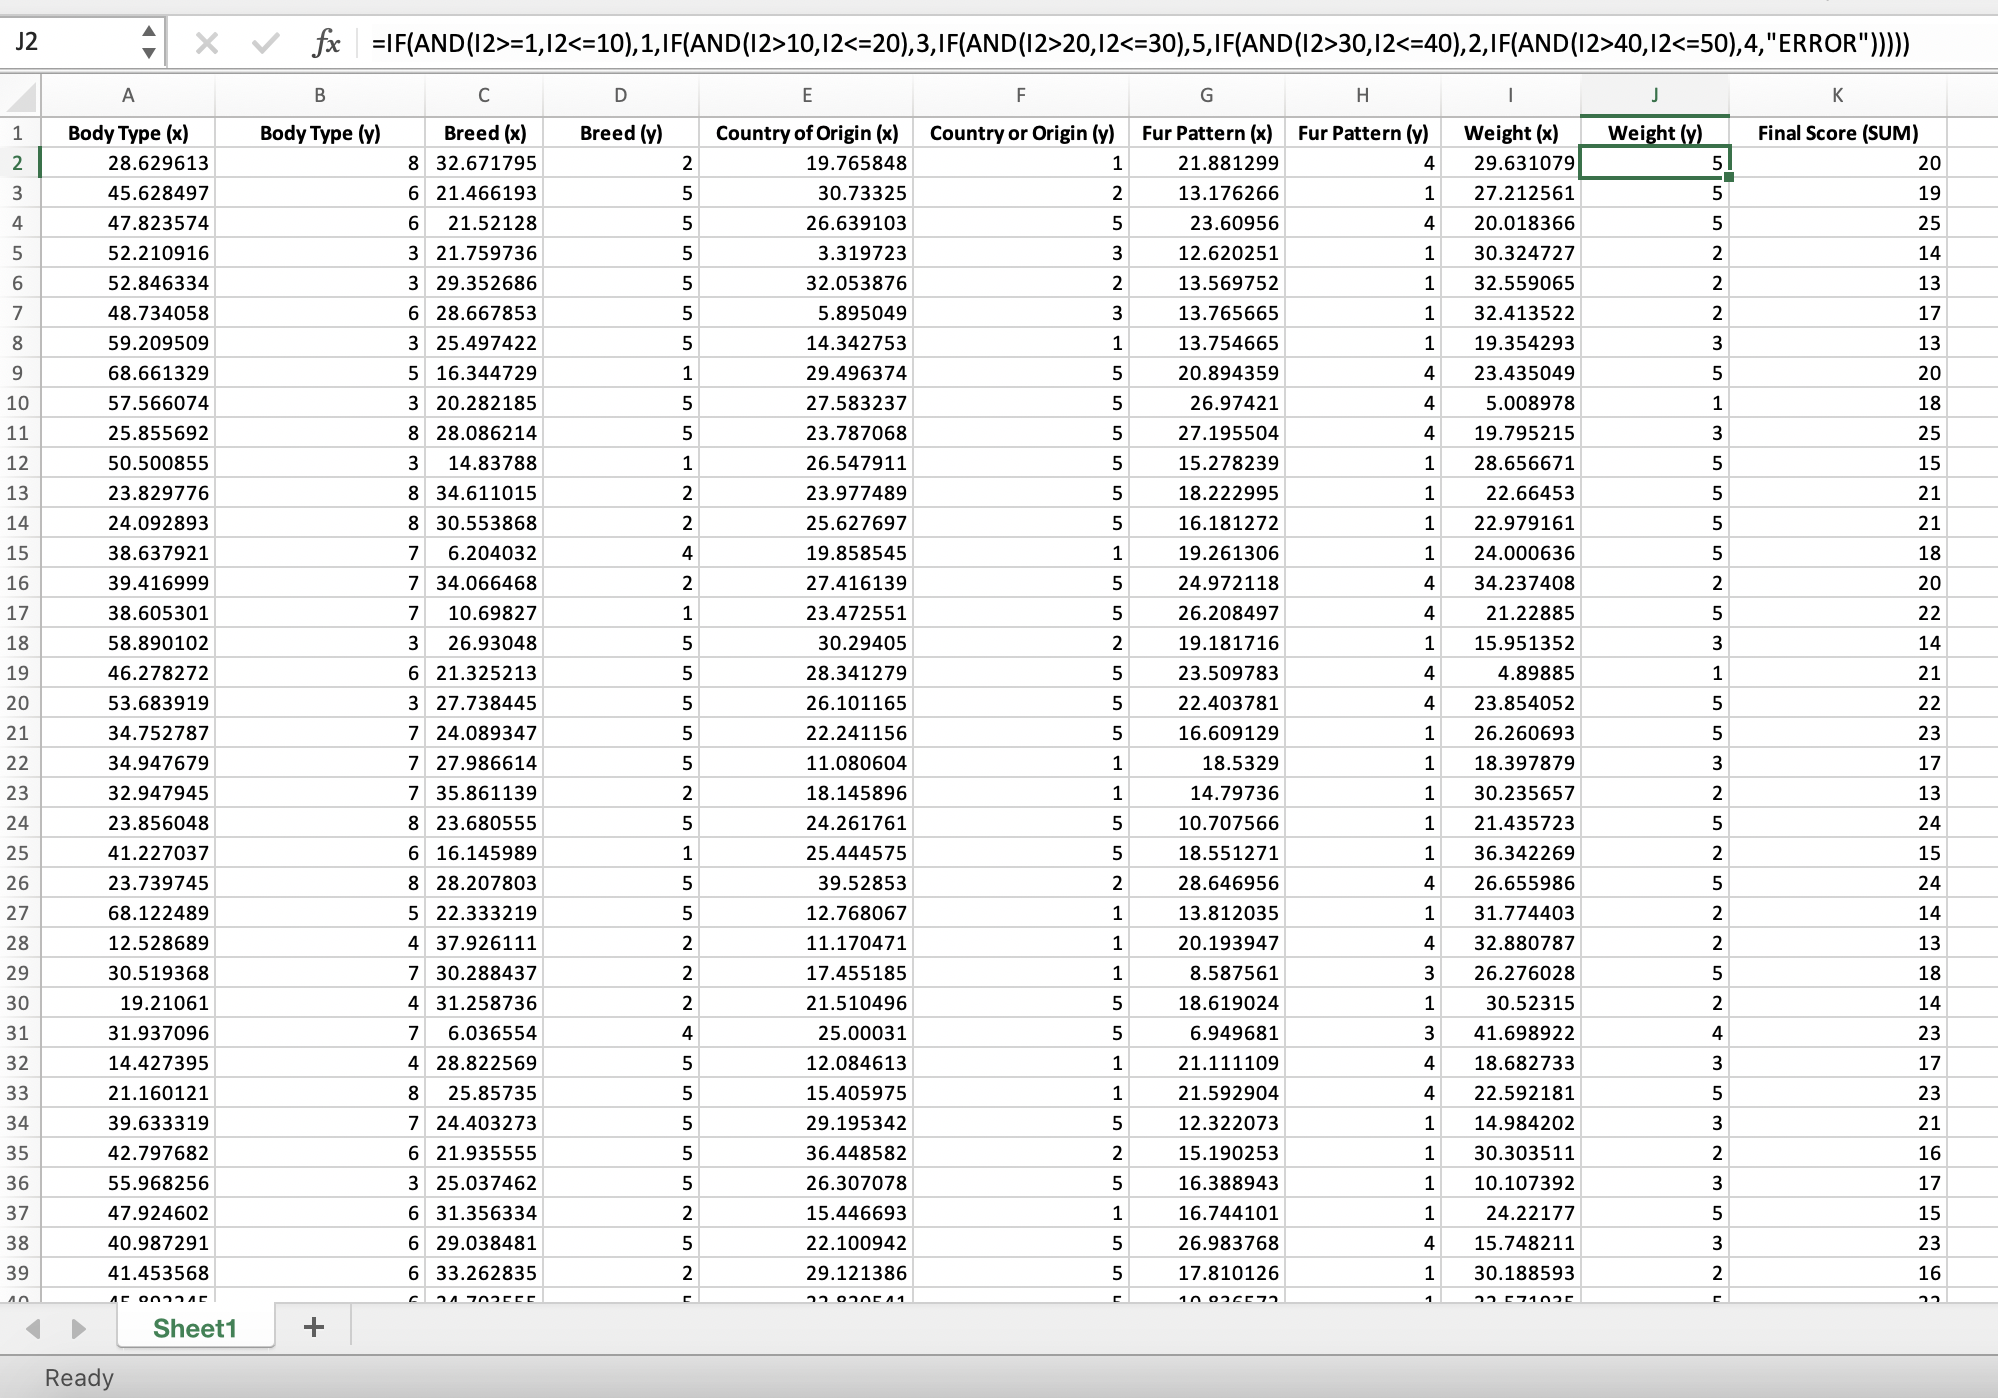 J2 fx =IF(AND(I2>=1,I2<=10),1,IF(AND(I2>10,I2<=20),3,IF(AND(I2>20,I2<=30),5,IF(AND(I2>30,I2<=40),2,IF(AND(I2>40,I2<=50),4,"ERROR")))))
A B C D E F G H I J K
1 Body Type (x) Body Type (y) Breed (x) Breed (y) Country of Origin (x) Country or Origin (y) Fur Pattern (x) Fur Pattern (y) Weight (x) Weight (y) Final Score (SUM)
2 28.629613 8 32.671795 2 19.765848 1 21.881299 4 29.631079 5 20
3 45.628497 6 21.466193 5 30.73325 2 13.176266 1 27.212561 5 19
4 47.823574 6 21.52128 5 26.639103 5 23.60956 4 20.018366 5 25
5 52.210916 3 21.759736 5 3.319723 3 12.620251 1 30.324727 2 14
6 52.846334 3 29.352686 5 32.053876 2 13.569752 1 32.559065 2 13
7 48.734058 6 28.667853 5 5.895049 3 13.765665 1 32.413522 2 17
8 59.209509 3 25.497422 5 14.342753 1 13.754665 1 19.354293 3 13
9 68.661329 5 16.344729 1 29.496374 5 20.894359 4 23.435049 5 20
10 57.566074 3 20.282185 5 27.583237 5 26.97421 4 5.008978 1 18
11 25.855692 8 28.086214 5 23.787068 5 27.195504 4 19.795215 3 25
12 50.500855 3 14.83788 1 26.547911 5 15.278239 1 28.656671 5 15
13 23.829776 8 34.611015 2 23.977489 5 18.222995 1 22.66453 5 21
14 24.092893 8 30.553868 2 25.627697 5 16.181272 1 22.979161 5 21
15 38.637921 7 6.204032 4 19.858545 1 19.261306 1 24.000636 5 18
16 39.416999 7 34.066468 2 27.416139 5 24.972118 4 34.237408 2 20
17 38.605301 7 10.69827 1 23.472551 5 26.208497 4 21.22885 5 22
18 58.890102 3 26.93048 5 30.29405 2 19.181716 1 15.951352 3 14
19 46.278272 6 21.325213 5 28.341279 5 23.509783 4 4.89885 1 21
20 53.683919 3 27.738445 5 26.101165 5 22.403781 4 23.854052 5 22
21 34.752787 7 24.089347 5 22.241156 5 16.609129 1 26.260693 5 23
22 34.947679 7 27.986614 5 11.080604 1 18.5329 1 18.397879 3 17
23 32.947945 7 35.861139 2 18.145896 1 14.79736 1 30.235657 2 13
24 23.856048 8 23.680555 5 24.261761 5 10.707566 1 21.435723 5 24
25 41.227037 6 16.145989 1 25.444575 5 18.551271 1 36.342269 2 15
26 23.739745 8 28.207803 5 39.52853 2 28.646956 4 26.655986 5 24
27 68.122489 5 22.333219 5 12.768067 1 13.812035 1 31.774403 2 14
28 12.528689 4 37.926111 2 11.170471 1 20.193947 4 32.880787 2 13
29 30.519368 7 30.288437 2 17.455185 1 8.587561 3 26.276028 5 18
30 19.21061 4 31.258736 2 21.510496 5 18.619024 1 30.52315 2 14
31 31.937096 7 6.036554 4 25.00031 5 6.949681 3 41.698922 4 23
32 14.427395 4 28.822569 5 12.084613 1 21.111109 4 18.682733 3 17
33 21.160121 8 25.85735 5 15.405975 1 21.592904 4 22.592181 5 23
34 39.633319 7 24.403273 5 29.195342 5 12.322073 1 14.984202 3 21
35 42.797682 6 21.935555 5 36.448582 2 15.190253 1 30.303511 2 16
36 55.968256 3 25.037462 5 26.307078 5 16.388943 1 10.107392 3 17
37 47.924602 6 31.356334 2 15.446693 1 16.744101 1 24.22177 5 15
38 40.987291 6 29.038481 5 22.100942 5 26.983768 4 15.748211 3 23
39 41.453568 6 33.262835 2 29.121386 5 17.810126 1 30.188593 2 16
Sheet1 +
Ready